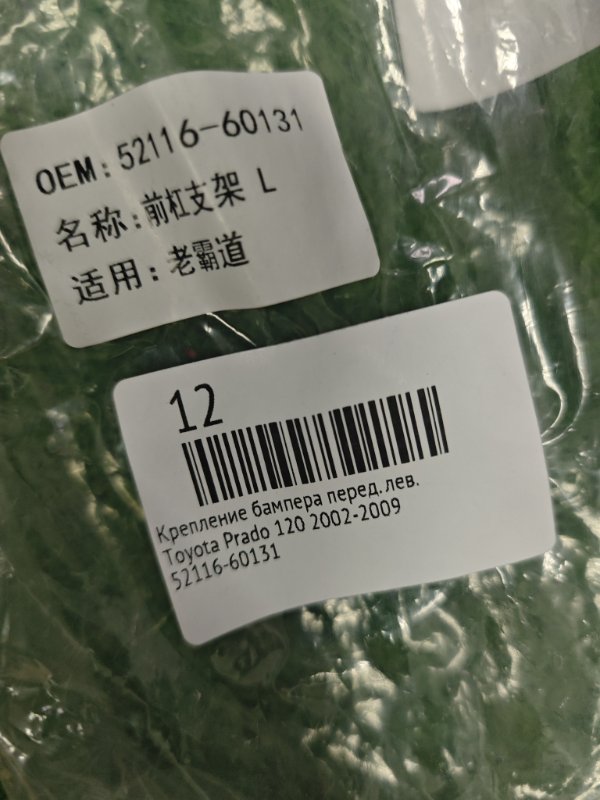 OEM: 52116-60131
名称:前杠支架 L
适用:老霸道
12
Крепление бампера перед. лев.
Toyota Prado 120 2002-2009
52116-60131